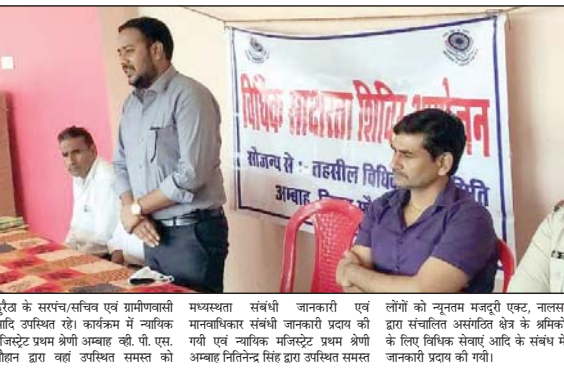 विधिक साक्षरता शिविर आयोजन
सौजन्य से :- तहसील विधिक
अम्बाह,
के सरपंच/सचिव एवं ग्रामीणवासी
आदि उपस्थित रहे। कार्यक्रम में न्यायिक
मजिस्ट्रेट प्रथम श्रेणी अम्बाह व्ही. पी. एस.
चौहान द्वारा वहां उपस्थित समस्त को
मध्यस्थता संबंधी जानकारी एवं
मानवाधिकार संबंधी जानकारी प्रदाय की
गयी एवं न्यायिक मजिस्ट्रेट प्रथम श्रेणी
अम्बाह नितिनेन्द्र सिंह द्वारा उपस्थित समस्त
लोंगों को न्यूनतम मजदूरी एक्ट, नालसा
द्वारा संचालित असंगठित क्षेत्र के श्रमिकों
के लिए विधिक सेवाएं आदि के संबंध में
जानकारी प्रदाय की गयी।